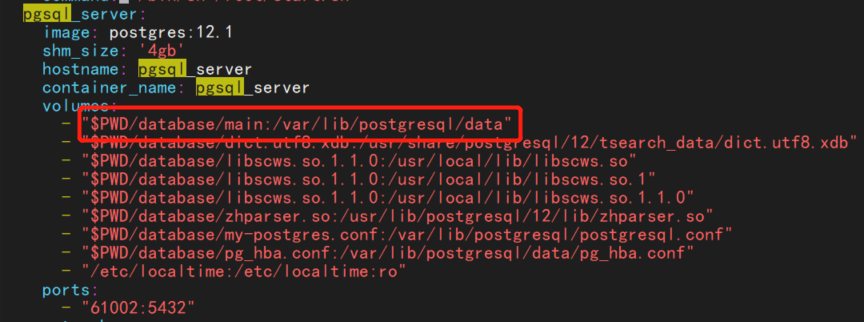 pgsql_server:
image: postgres:12.1
shm_size: '4gb'
hostname: pgsql_server
container_name: pgsql_server
volumes:
- "$PWD/database/main:/var/lib/postgresql/data"
- "$PWD/database/dict.utf8.xdb:/usr/share/postgresql/12/tsearch_data/dict.utf8.xdb"
- "$PWD/database/libscws.so.1.1.0:/usr/local/lib/libscws.so"
- "$PWD/database/libscws.so.1.1.0:/usr/local/lib/libscws.so.1"
- "$PWD/database/libscws.so.1.1.0:/usr/local/lib/libscws.so.1.1.0"
- "$PWD/database/zhparser.so:/usr/lib/postgresql/12/lib/zhparser.so"
- "$PWD/database/my-postgres.conf:/var/lib/postgresql/postgresql.conf"
- "$PWD/database/pg_hba.conf:/var/lib/postgresql/data/pg_hba.conf"
- "/etc/localtime:/etc/localtime:ro"
ports:
- "61002:5432"